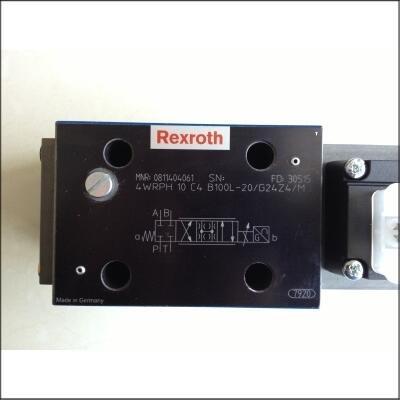 Rexroth
T
MNR: 0811404061 SN: FD: 30515
4WRPH 10 C4 B100L-20/G24Z4/M
A B
a b
P T
Made in Germany
7920